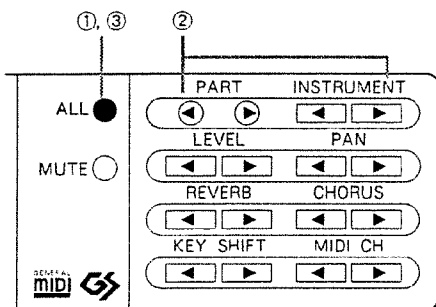 ①, ③ ②
PART INSTRUMENT
ALL
LEVEL PAN
MUTE
REVERB CHORUS
KEY SHIFT MIDI CH
GENERAL
MIDI GS